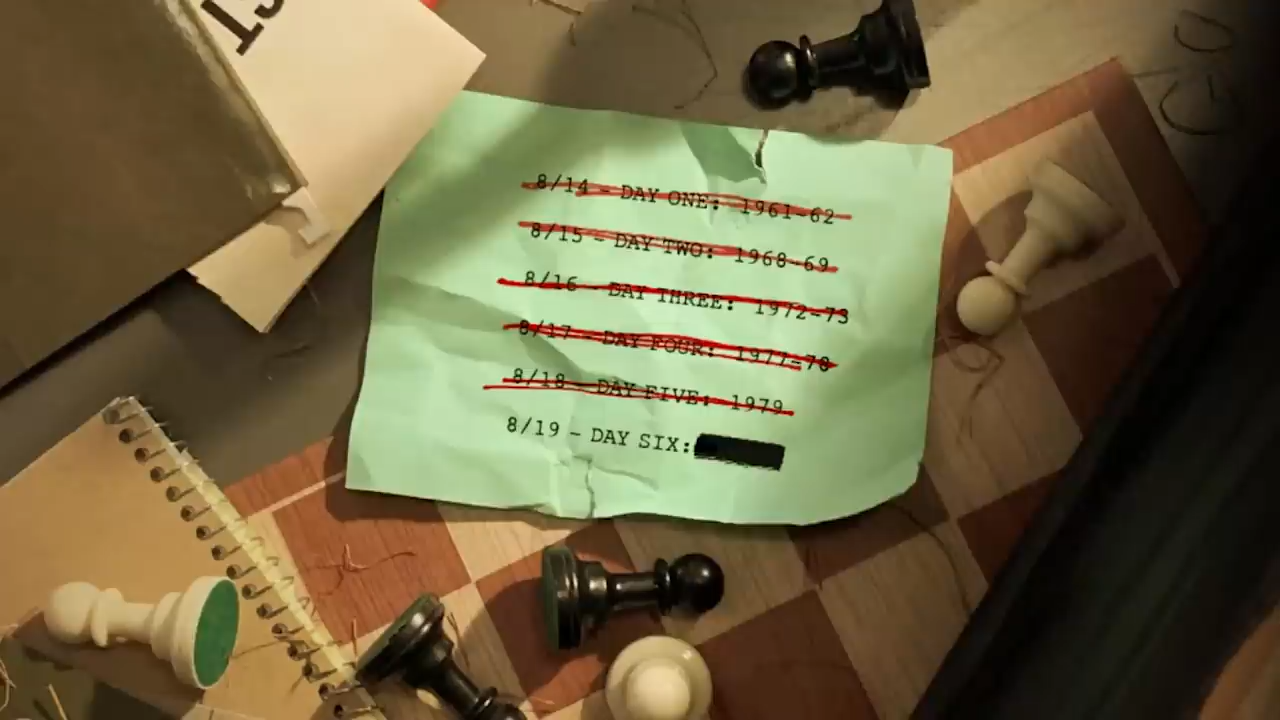 15
8/14 - DAY ONE: 1961-62
8/15 - DAY TWO: 1968-69
8/16 - DAY THREE: 1972-73
8/17 - DAY FOUR: 1977-78
8/18 - DAY FIVE: 1979
8/19 - DAY SIX: